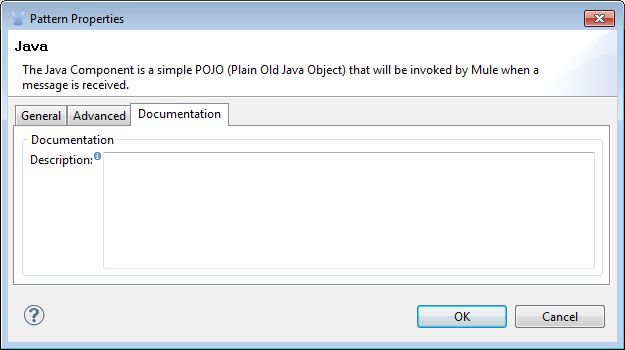 Pattern Properties
Java
The Java Component is a simple POJO (Plain Old Java Object) that will be invoked by Mule when a
message is received.
General Advanced Documentation
Documentation
Description:
OK Cancel